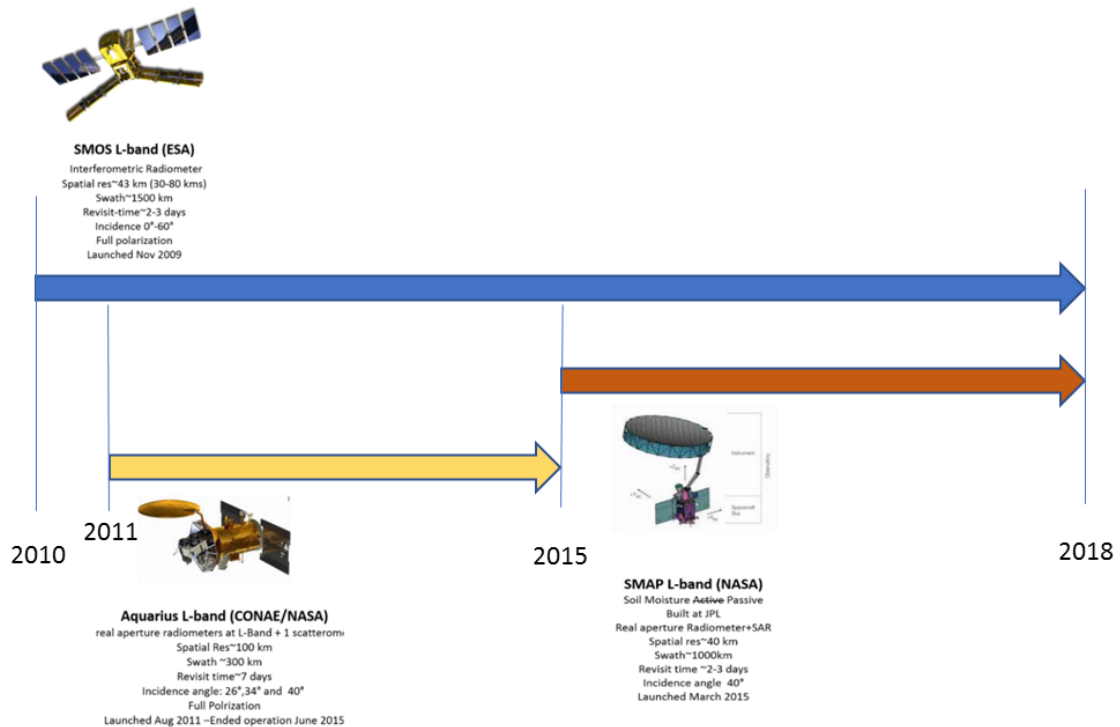 SMOS L-band (ESA)
Interferometric Radiometer
Spatial res~43 km (30-80 kms)
Swath~1500 km
Revisit-time~2-3 days
Incidence 0°-60°
Full polarization
Launched Nov 2009
Instrument
Observatory
Spacecraft
Bus
2010
2011
2015
2018
Aquarius L-band (CONAE/NASA)
real aperture radiometers at L-Band + 1 scatterom
Spatial Res~100 km
Swath ~300 km
Revisit time~7 days
Incidence angle: 26°,34° and 40°
Full Polrization
Launched Aug 2011 –Ended operation June 2015
SMAP L-band (NASA)
Soil Moisture Active Passive
Built at JPL
Real aperture Radiometer+SAR
Spatial res~40 km
Swath~1000km
Revisit time ~2-3 days
Incidence angle 40°
Launched March 2015